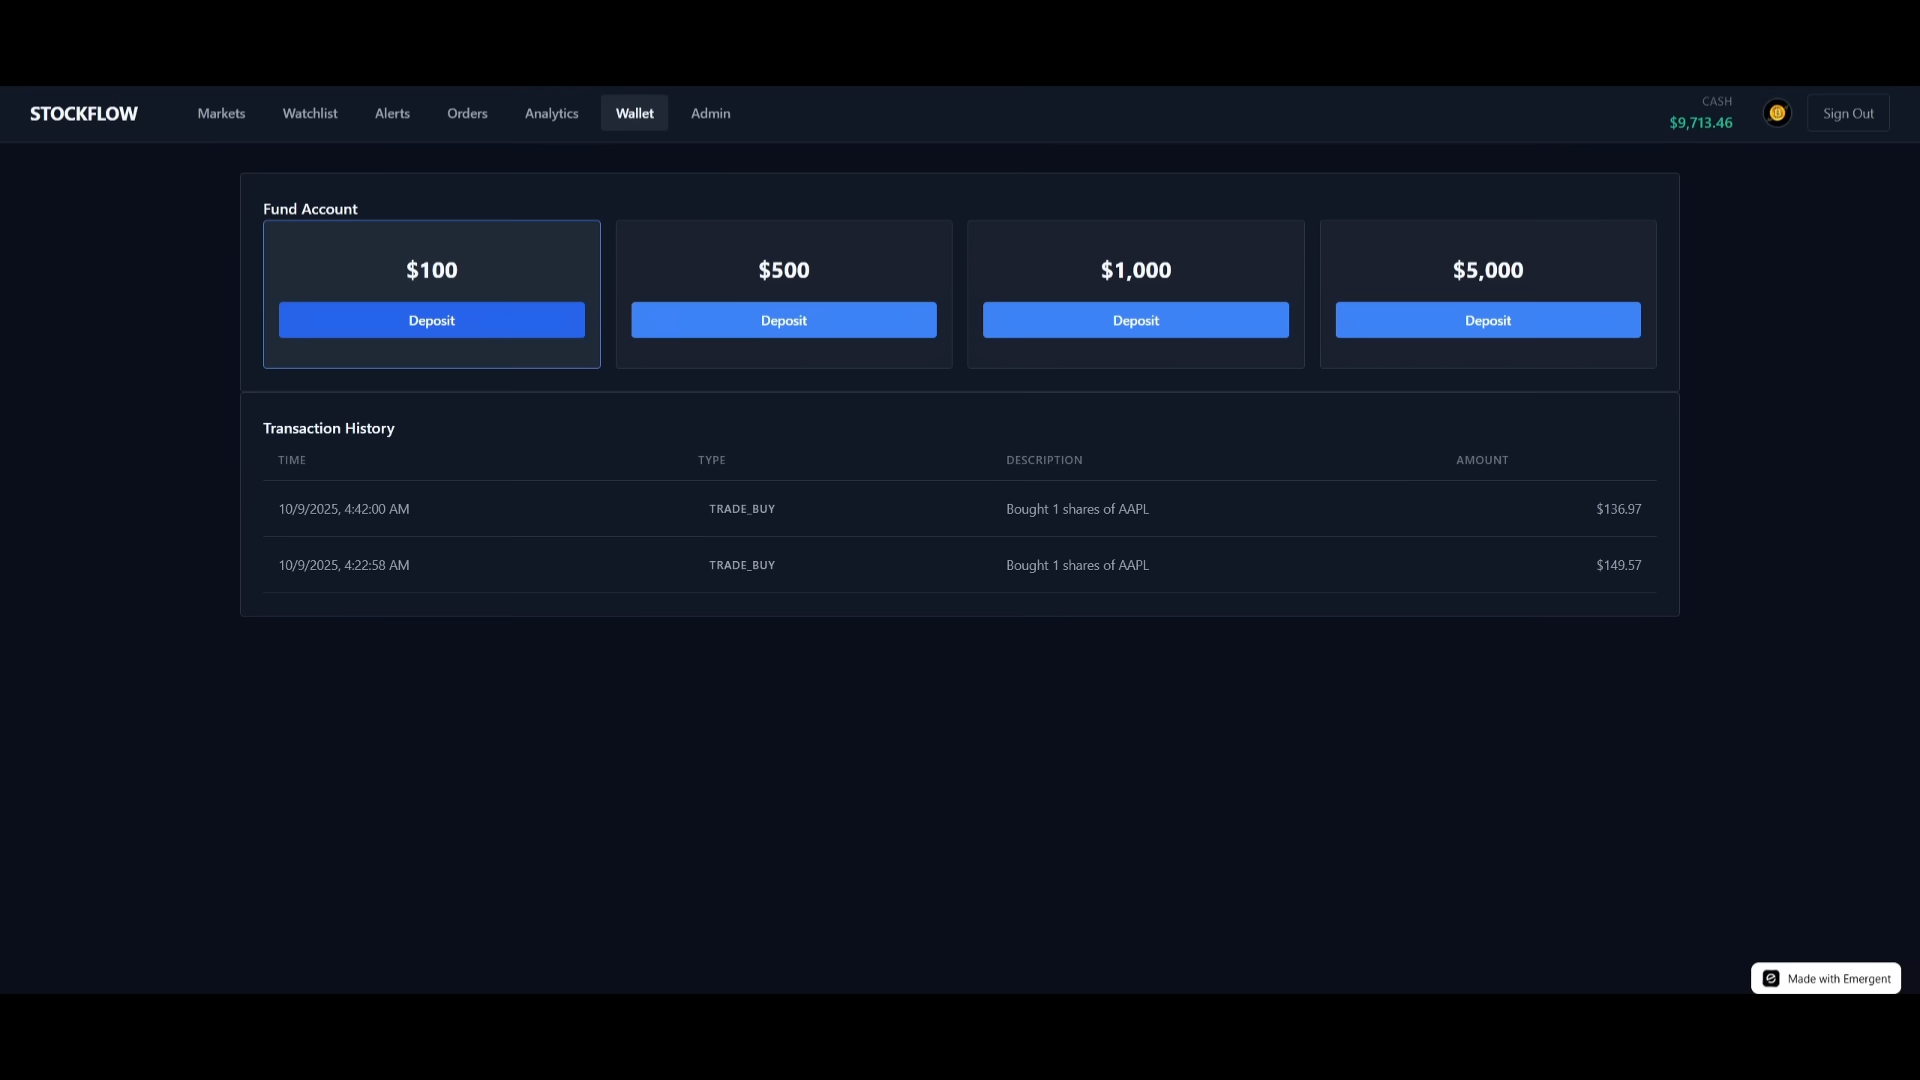 STOCKFLOW Markets Watchlist Alerts Orders Analytics Wallet Admin CASH Sign Out
$9,713.46
Fund Account
$100 $500 $1,000 $5,000
Deposit Deposit Deposit Deposit
Transaction History
TIME TYPE DESCRIPTION AMOUNT
10/9/2025, 4:42:00 AM TRADE_BUY Bought 1 shares of AAPL $136.97
10/9/2025, 4:22:58 AM TRADE_BUY Bought 1 shares of AAPL $149.57
Made with Emergent